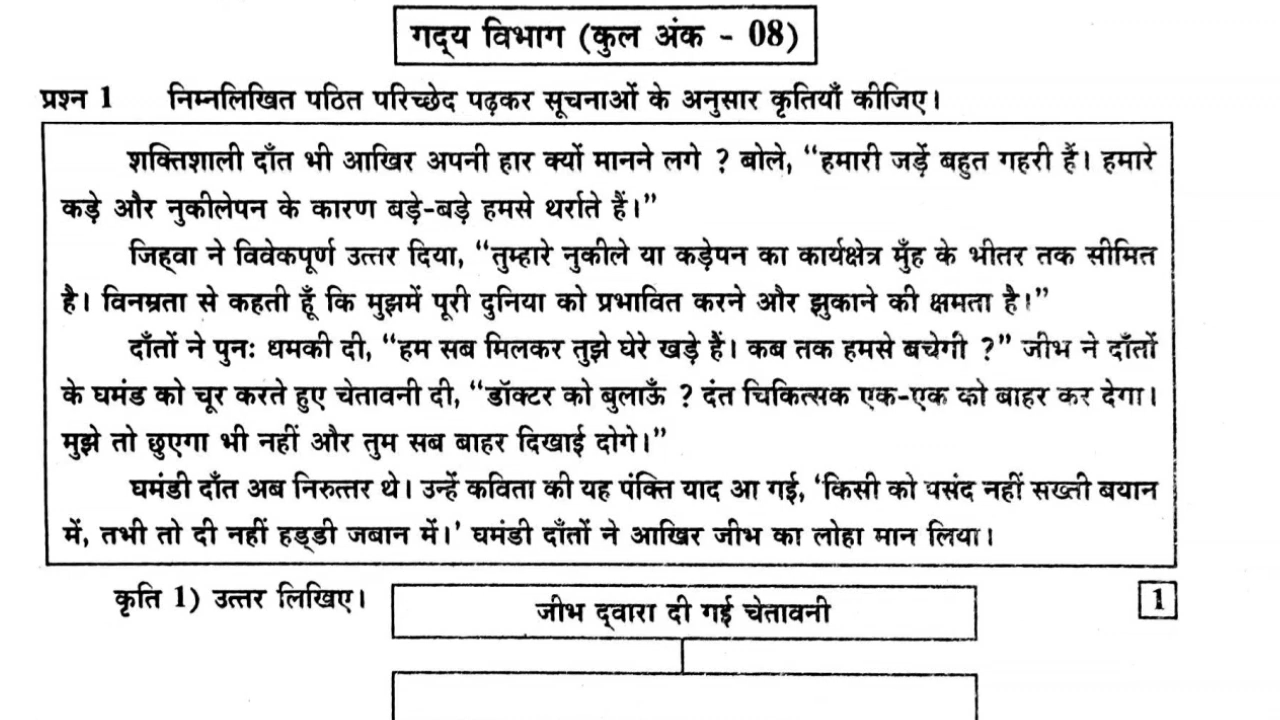 गद्य विभाग (कुल अंक - 08)
प्रश्न 1 निम्नलिखित पठित परिच्छेद पढ़कर सूचनाओं के अनुसार कृतियाँ कीजिए।
शक्तिशाली दाँत भी आखिर अपनी हार क्यों मानने लगे ? बोले, “हमारी जड़ें बहुत गहरी हैं। हमारे
कड़े और नुकीलेपन के कारण बड़े-बड़े हमसे थर्राते हैं।”
जिह्वा ने विवेकपूर्ण उत्तर दिया, “तुम्हारे नुकीले या कड़ेपन का कार्यक्षेत्र मुँह के भीतर तक सीमित
है। विनम्रता से कहती हूँ कि मुझमें पूरी दुनिया को प्रभावित करने और झुकाने की क्षमता है।”
दाँतों ने पुनः धमकी दी, “हम सब मिलकर तुझे घेरे खड़े हैं। कब तक हमसे बचेगी ?” जीभ ने दाँतों
के घमंड को चूर करते हुए चेतावनी दी, “डॉक्टर को बुलाऊँ ? दंत चिकित्सक एक-एक को बाहर कर देगा।
मुझे तो छुएगा भी नहीं और तुम सब बाहर दिखाई दोगे।”
घमंडी दाँत अब निरुत्तर थे। उन्हें कविता की यह पंक्ति याद आ गई, ‘किसी को पसंद नहीं सख्ती बयान
में, तभी तो दी नहीं हड्डी जबान में।’ घमंडी दाँतों ने आखिर जीभ का लोहा मान लिया।
कृति 1) उत्तर लिखिए। 1
जीभ द्वारा दी गई चेतावनी